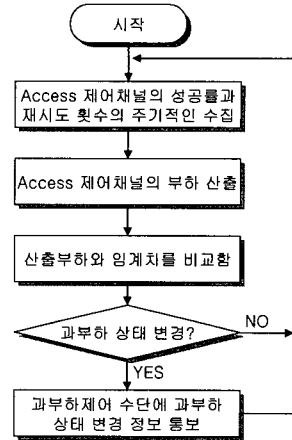 시작
Access 제어채널의 성공률과
재시도 횟수의 주기적인 수집
Access 제어채널의 부하 산출
산출부하와 임계차를 비교함
과부하 상태 변경?
NO
YES
과부하제어 수단에 과부하
상태 변경 정보 통보